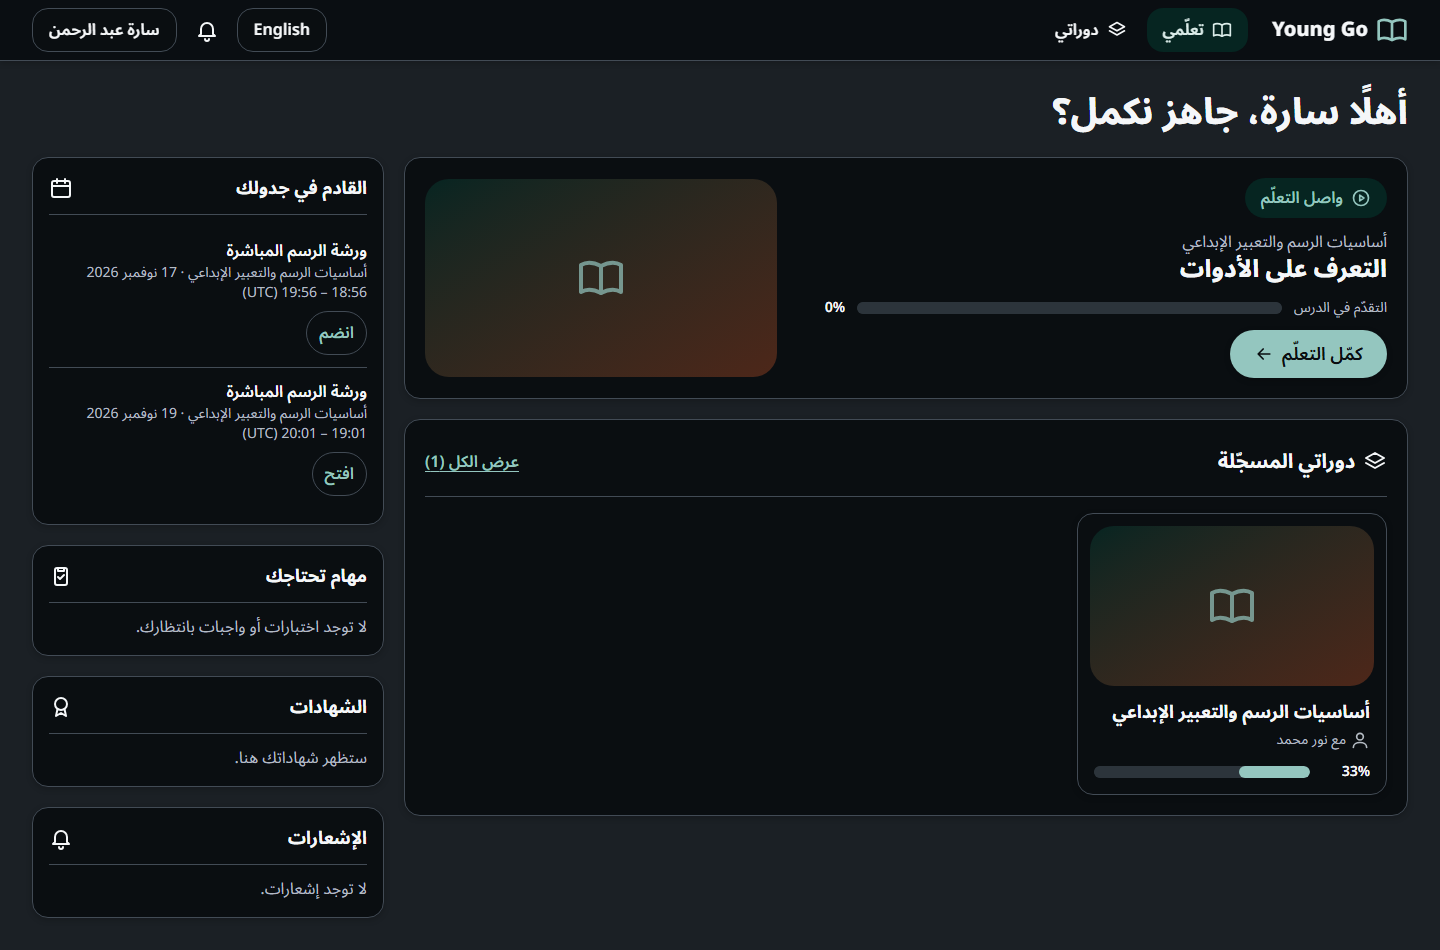 Young Go
تعلّمي
دوراتي
English
سارة عبد الرحمن
أهلًا سارة، جاهز نكمل؟
واصل التعلّم
أساسيات الرسم والتعبير الإبداعي
التعرف على الأدوات
التقدّم في الدرس
0%
كمّل التعلّم
دوراتي المسجّلة
عرض الكل (1)
أساسيات الرسم والتعبير الإبداعي
مع نور محمد
33%
القادم في جدولك
ورشة الرسم المباشرة
أساسيات الرسم والتعبير الإبداعي · 17 نوفمبر 2026
18:56 – 19:56 (UTC)
انضم
ورشة الرسم المباشرة
أساسيات الرسم والتعبير الإبداعي · 19 نوفمبر 2026
19:01 – 20:01 (UTC)
افتح
مهام تحتاجك
لا توجد اختبارات أو واجبات بانتظارك.
الشهادات
ستظهر شهاداتك هنا.
الإشعارات
لا توجد إشعارات.